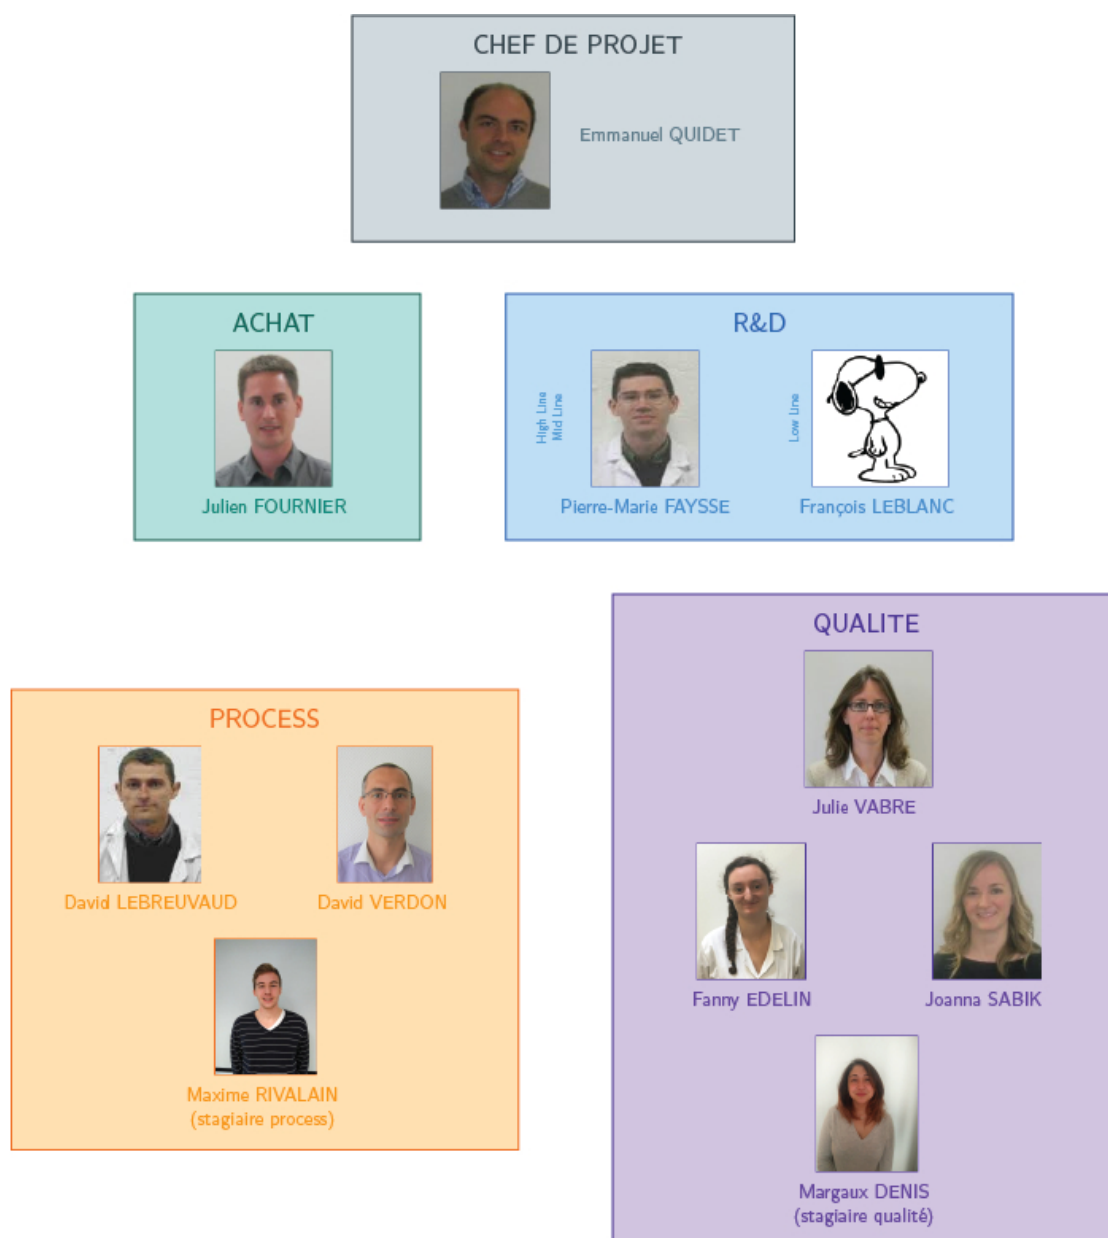 CHEF DE PROJET
Emmanuel QUIDET
ACHAT
Julien FOURNIER
R&D
High Line
Mid Line
Pierre-Marie FAYSSE
Low Line
François LEBLANC
PROCESS
David LEBREUVAUD
David VERDON
Maxime RIVALAIN
(stagiaire process)
QUALITE
Julie VABRE
Fanny EDELIN
Joanna SABIK
Margaux DENIS
(stagiaire qualité)